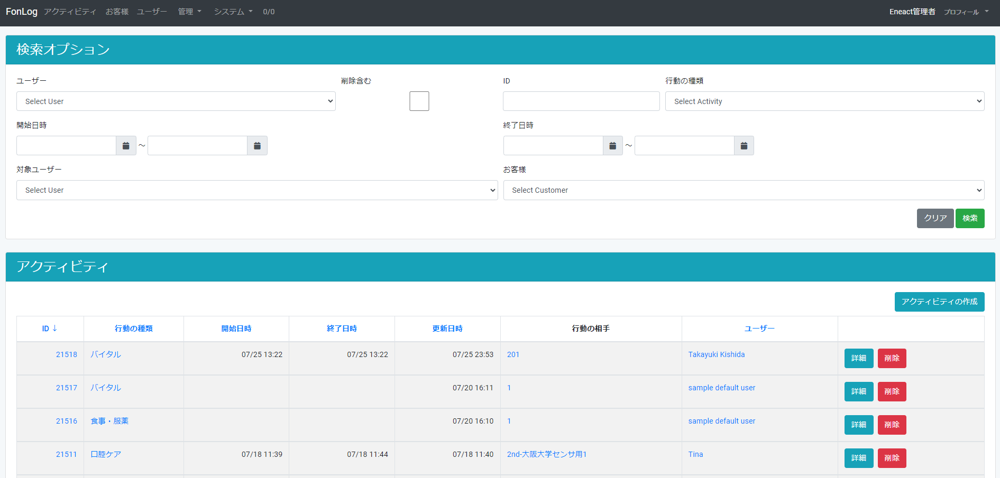 FonLog アクティビティ お客様 ユーザー 管理 システム 0/0 Eneact管理者 プロフィール
検索オプション
ユーザー 削除含む ID 行動の種類
Select User Select Activity
開始日時 終了日時
～ ～
対象ユーザー お客様
Select User Select Customer
クリア 検索
アクティビティ
アクティビティの作成
ID ↓ 行動の種類 開始日時 終了日時 更新日時 行動の相手 ユーザー
21518 バイタル 07/25 13:22 07/25 13:22 07/25 23:53 201 Takayuki Kishida 詳細 削除
21517 バイタル 07/20 16:11 1 sample default user 詳細 削除
21516 食事・服薬 07/20 16:10 1 sample default user 詳細 削除
21511 口腔ケア 07/18 11:39 07/18 11:44 07/18 11:40 2nd-大阪大学センサ用1 Tina 詳細 削除